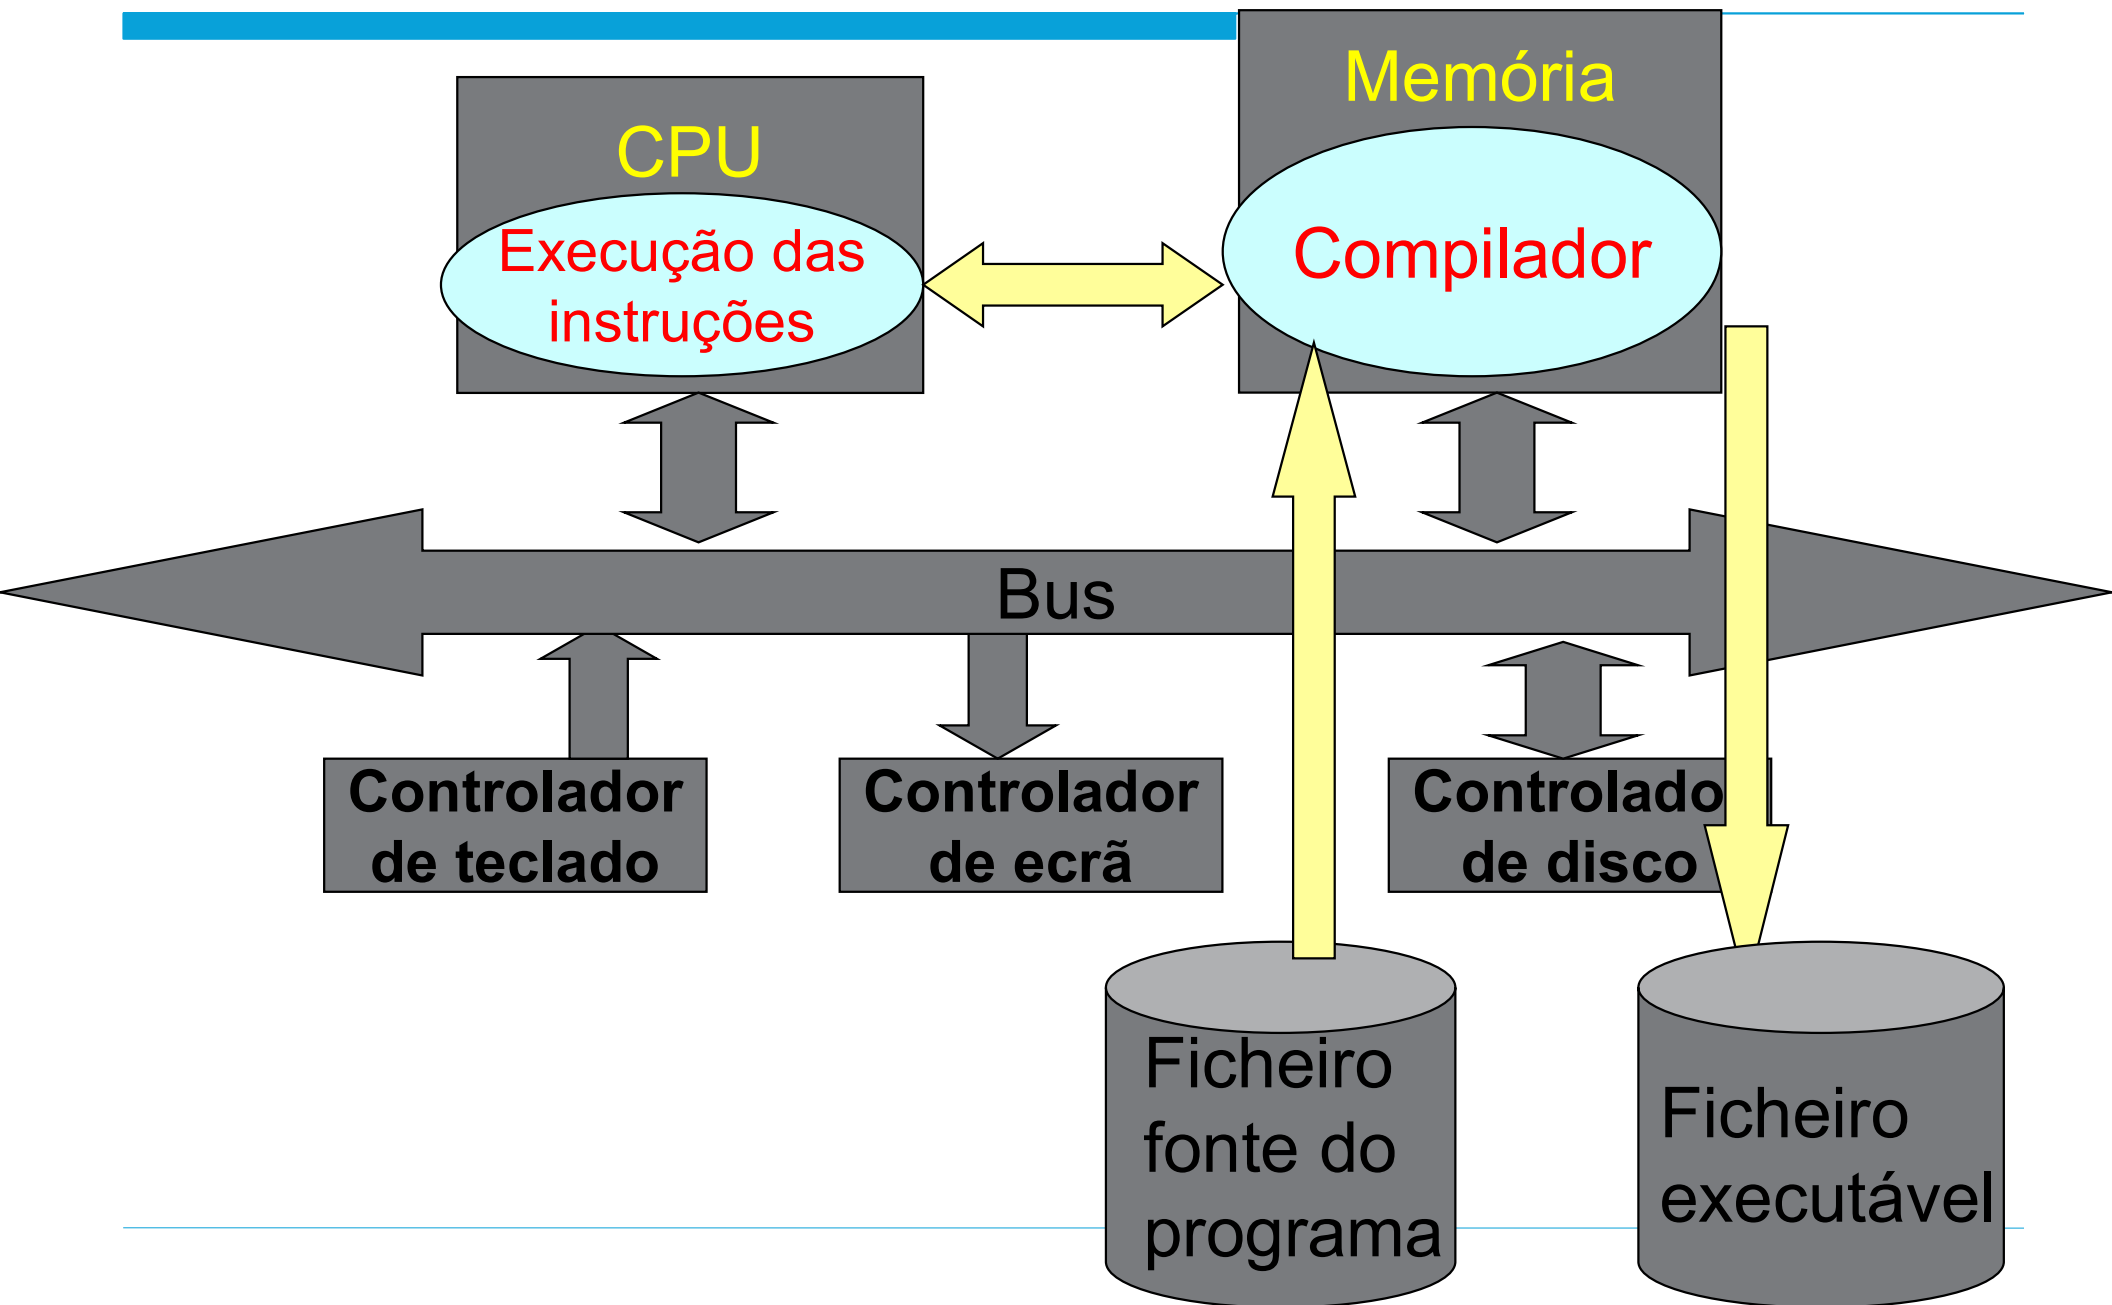 Memória
CPU
Compilador
Execução das
instruções
Bus
Controlador
de teclado
Controlador
de ecrã
Controlado
de disco
Ficheiro
fonte do
programa
Ficheiro
executável